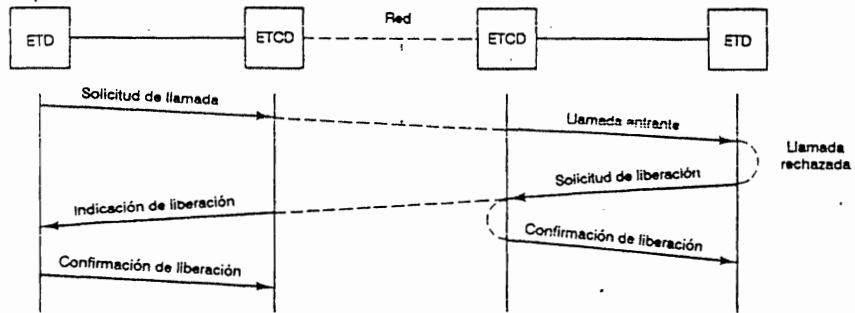 Red
ETD
ETCD
ETCD
ETD
Solicitud de llamada
Llamada entrante
Llamada
rechazada
Solicitud de liberación
Indicación de liberación
Confirmación de liberación
Confirmación de liberación